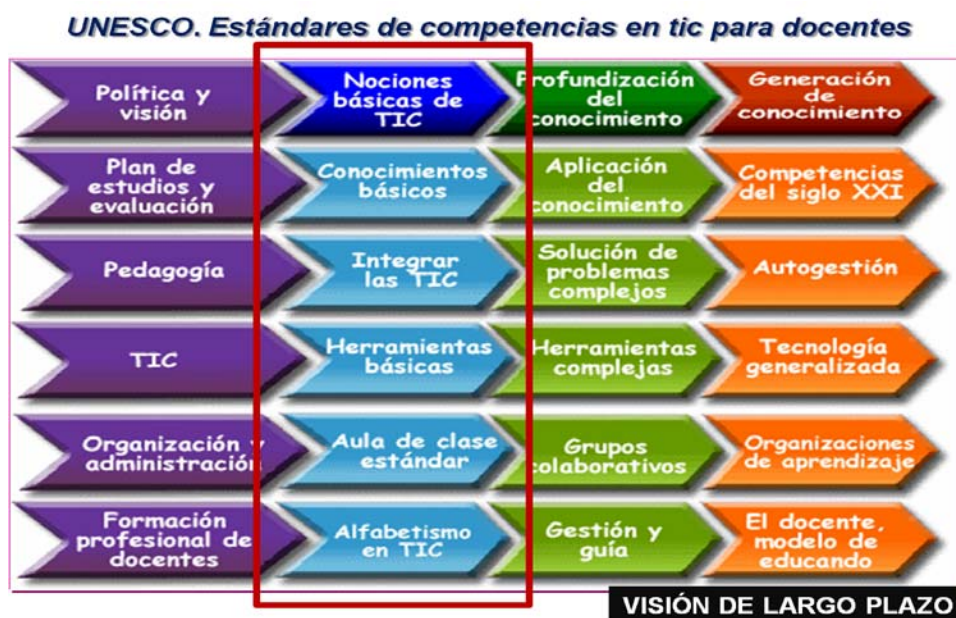 UNESCO. Estándares de competencias en tic para docentes
Política y
visión
Nociones
básicas de
TIC
Profundización
del
conocimiento
Generación
de
conocimiento
Plan de
estudios y
evaluación
Conocimientos
básicos
Aplicación
del
conocimiento
Competencias
del siglo XXI
Pedagogía
Integrar
las TIC
Solución de
problemas
complejos
Autogestión
TIC
Herramientas
básicas
Herramientas
complejas
Tecnología
generalizada
Organización y
administración
Aula de clase
estándar
Grupos
colaborativos
Organizaciones
de aprendizaje
Formación
profesional de
docentes
Alfabetismo
en TIC
Gestión y
guía
El docente,
modelo de
educando
VISIÓN DE LARGO PLAZO